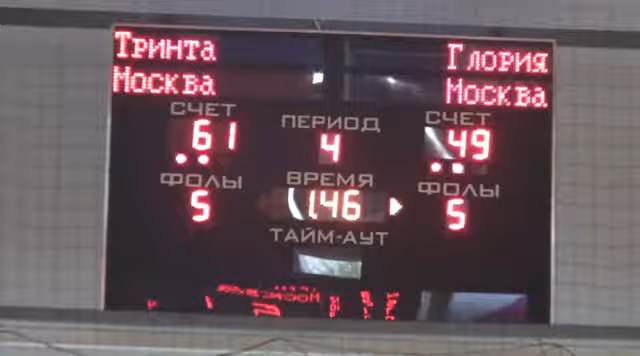 Тринта Глория
Москва Москва
СЧЕТ ПЕРИОД СЧЕТ
61 4 49
ФОЛЫ ВРЕМЯ ФОЛЫ
5 1:46 5
ТАЙМ-АУТ